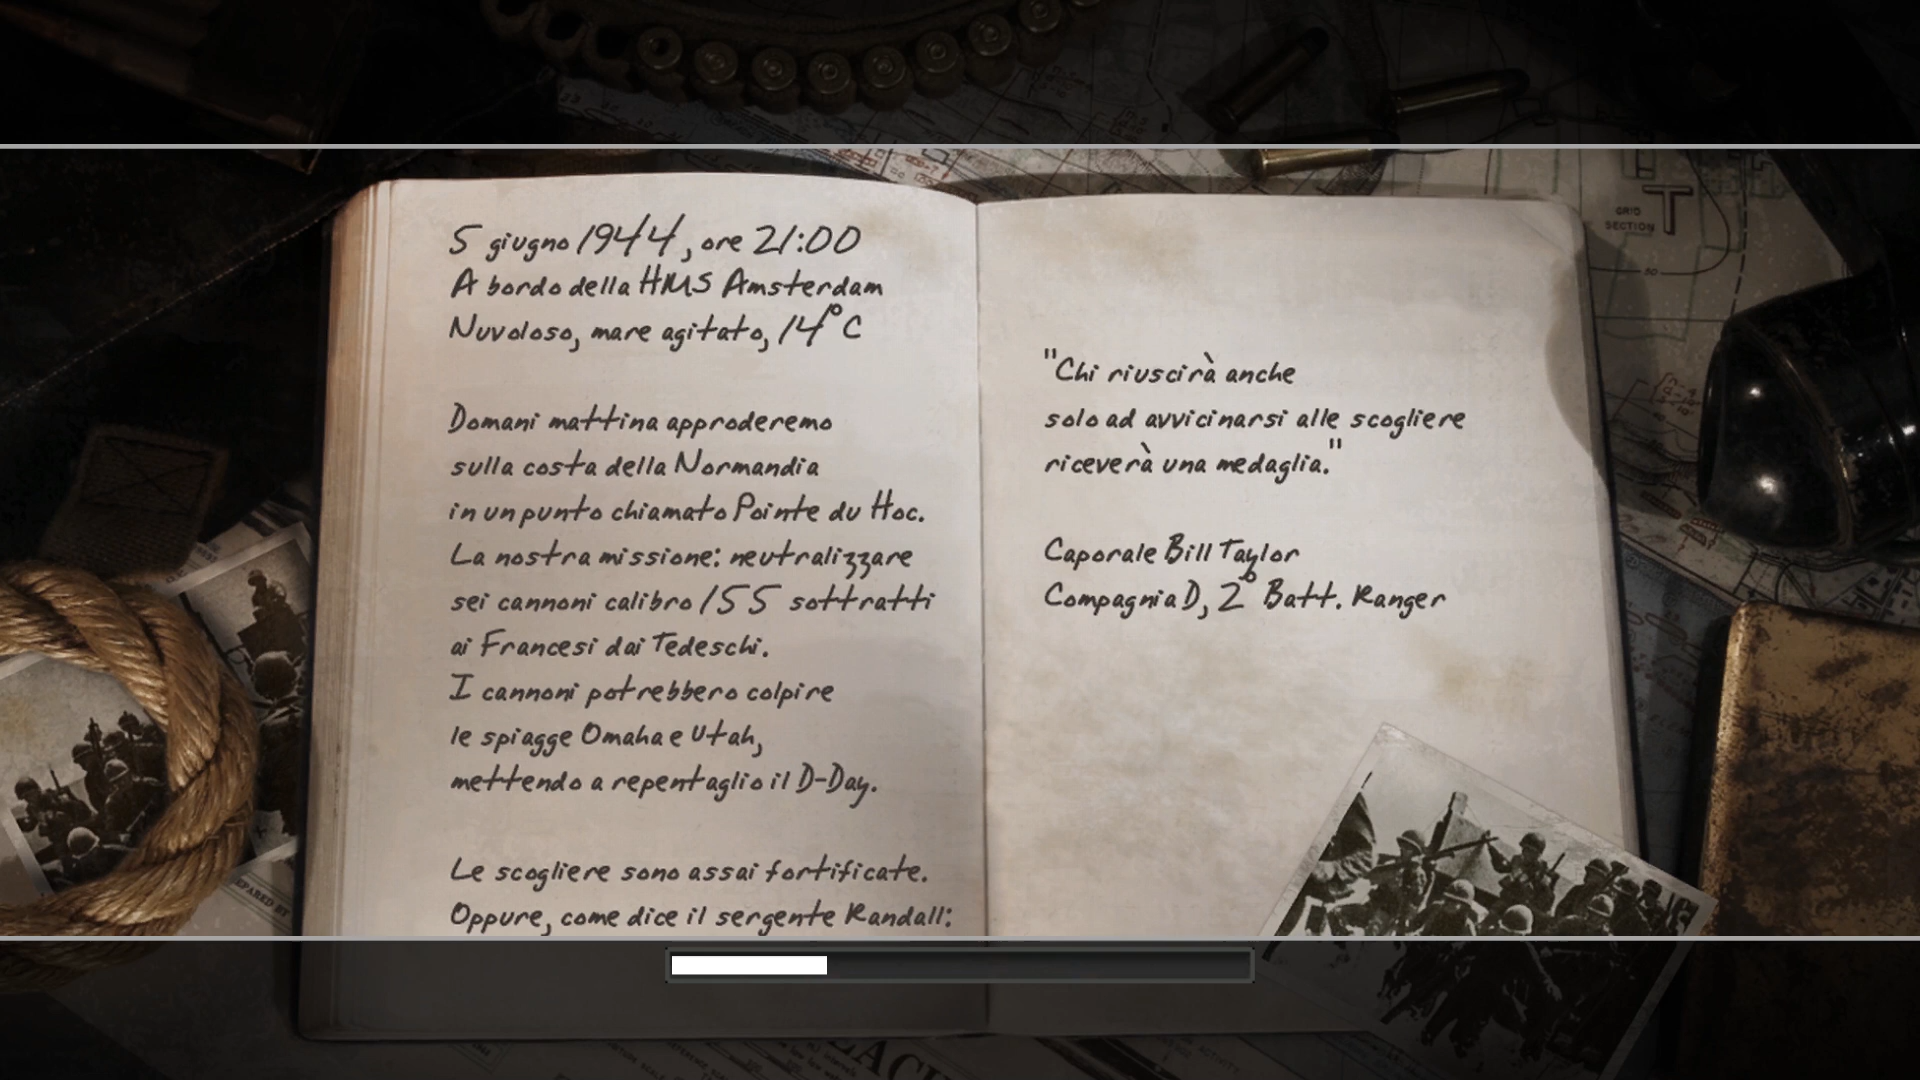 5 giugno 1944, ore 21:00
A bordo della HMS Amsterdam
Nuvoloso, mare agitato, 14°C
Domani mattina approderemo
sulla costa della Normandia
in un punto chiamato Pointe du Hoc.
La nostra missione: neutralizzare
sei cannoni calibro 155 sottratti
ai Francesi dai Tedeschi.
I cannoni potrebbero colpire
le spiagge Omaha e Utah,
mettendo a repentaglio il D-Day.
Le scogliere sono assai fortificate.
Oppure, come dice il sergente Randall:
"Chi riuscirà anche
solo ad avvicinarsi alle scogliere
riceverà una medaglia."
Caporale Bill Taylor
Compagnia D, 2° Batt. Ranger
GRID
SECTION
T